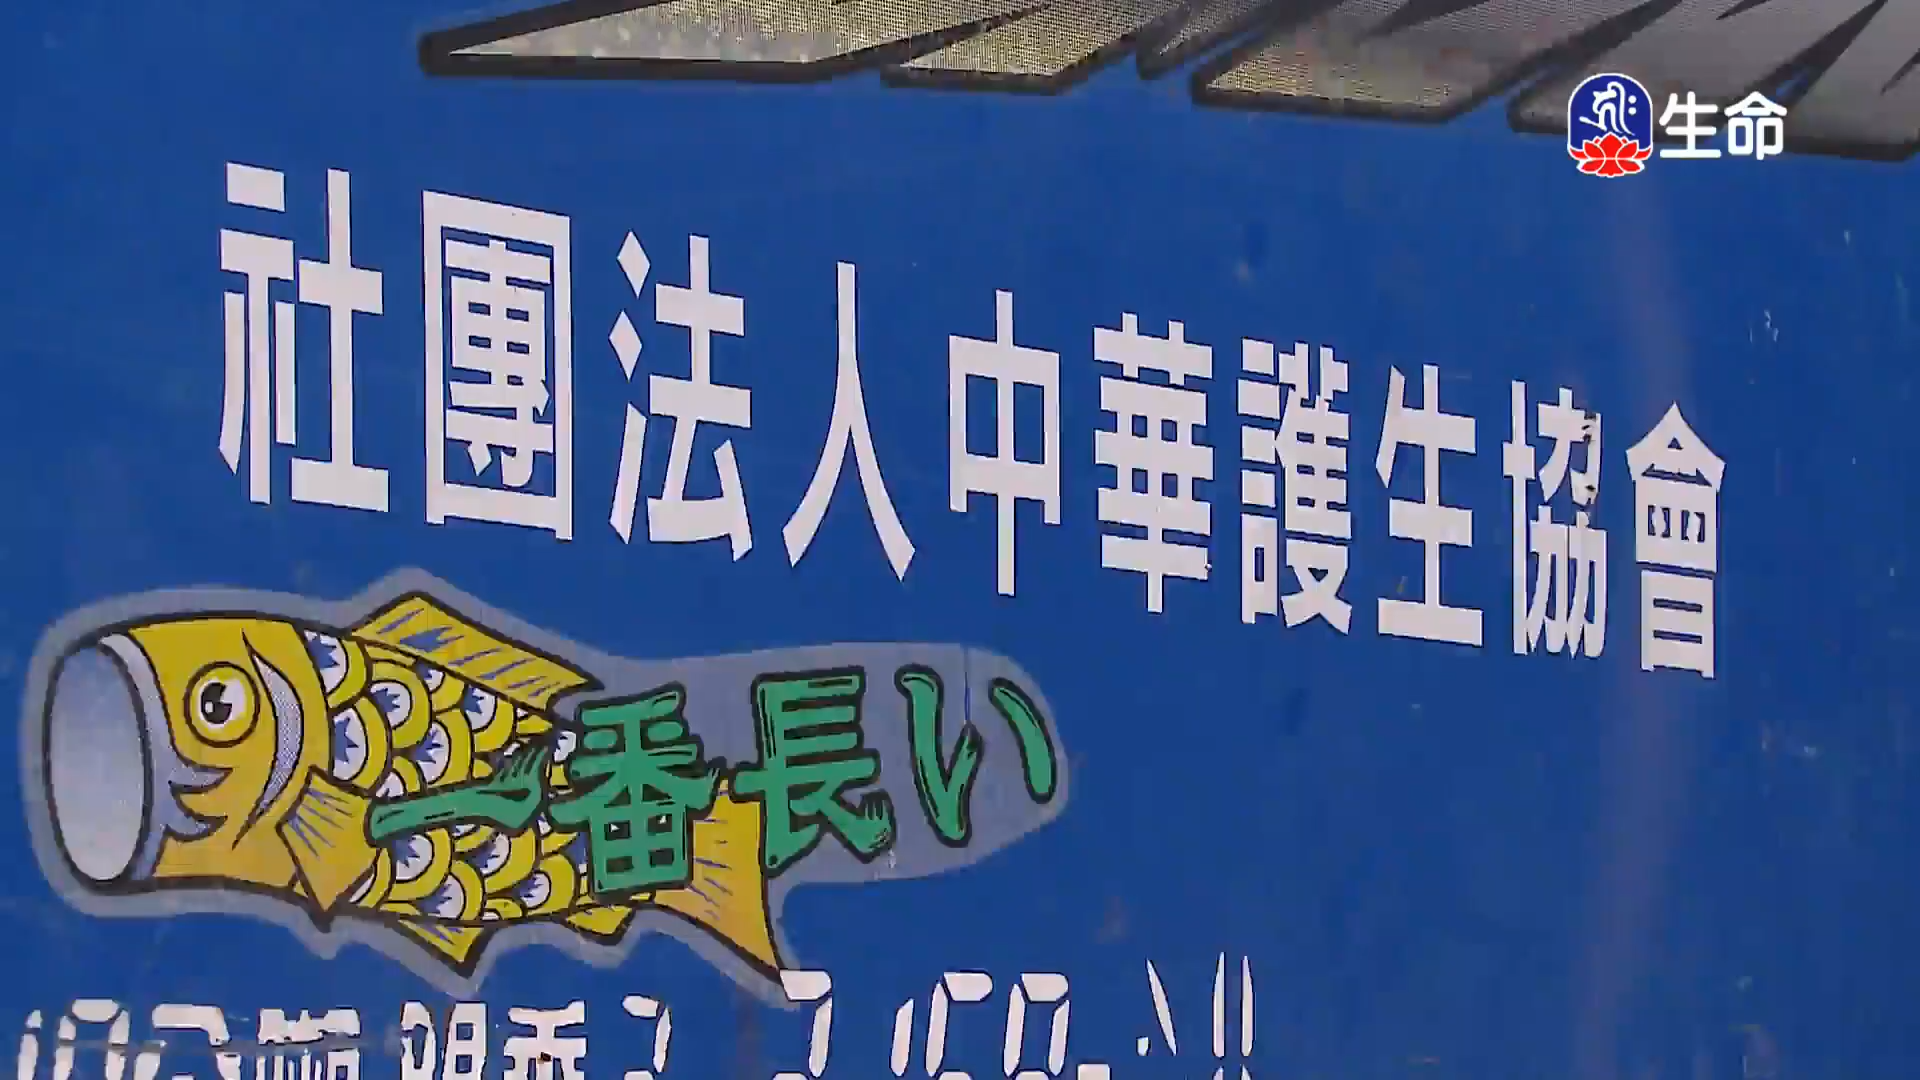 生命
社團法人中華護生協會
一番長い